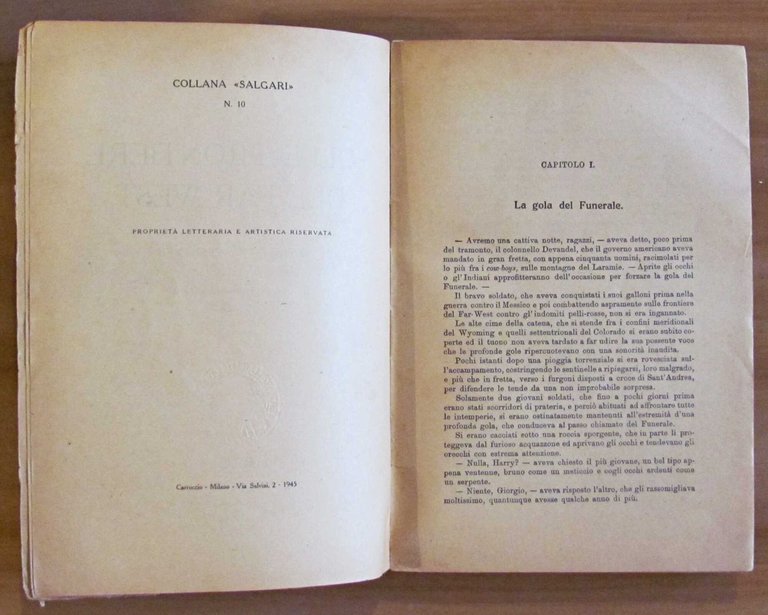 COLLANA «SALGARI»
N. 10
PROPRIETÀ LETTERARIA E ARTISTICA RISERVATA
Carroccio - Milano - Via Salvini, 2 - 1945
CAPITOLO I.
La gola del Funerale.
— Avremo una cattiva notte, ragazzi, — aveva detto, poco prima
del tramonto, il colonnello Devandel, che il governo americano aveva
mandato in gran fretta, con appena cinquanta uomini, racimolati per
lo più fra i cow-boys, sulle montagne del Laramie. — Aprite gli occhi
o gl'Indiani approfitteranno dell'occasione per forzare la gola del
Funerale. —
Il bravo soldato, che aveva conquistati i suoi galloni prima nella
guerra contro il Messico e poi combattendo aspramente sulle frontiere
del Far-West contro gl'indomiti pelli-rosse, non si era ingannato.
Le alte cime della catena, che si stende fra i confini meridionali
del Wyoming e quelli settentrionali del Colorado si erano subito co-
perte ed il tuono non aveva tardato a far udire la sua possente voce
che le profonde gole ripercuotevano con una sonorità inaudita.
Pochi istanti dopo una pioggia torrenziale si era rovesciata sul-
l'accampamento, costringendo le sentinelle a ripiegarsi, loro malgrado,
e più che in fretta, verso i furgoni disposti a croce di Sant'Andrea,
per difendere le tende da una non improbabile sorpresa.
Solamente due giovani soldati, che fino a pochi giorni prima
erano stati scorridori di prateria, e perciò abituati ad affrontare tutte
le intemperie, si erano ostinatamente mantenuti all'estremità d'una
profonda gola, che conduceva al passo chiamato del Funerale.
Si erano cacciati sotto una roccia sporgente, che in parte li pro-
teggeva dal furioso acquazzone ed aprivano gli occhi e tendevano gli
orecchi con estrema attenzione.
— Nulla, Harry? — aveva chiesto il più giovane, un bel tipo ap-
pena ventenne, bruno come un meticcio e cogli occhi ardenti come
un serpente.
— Niente, Giorgio, — aveva risposto l'altro, che gli rassomigliava
moltissimo, quantunque avesse qualche anno di più.